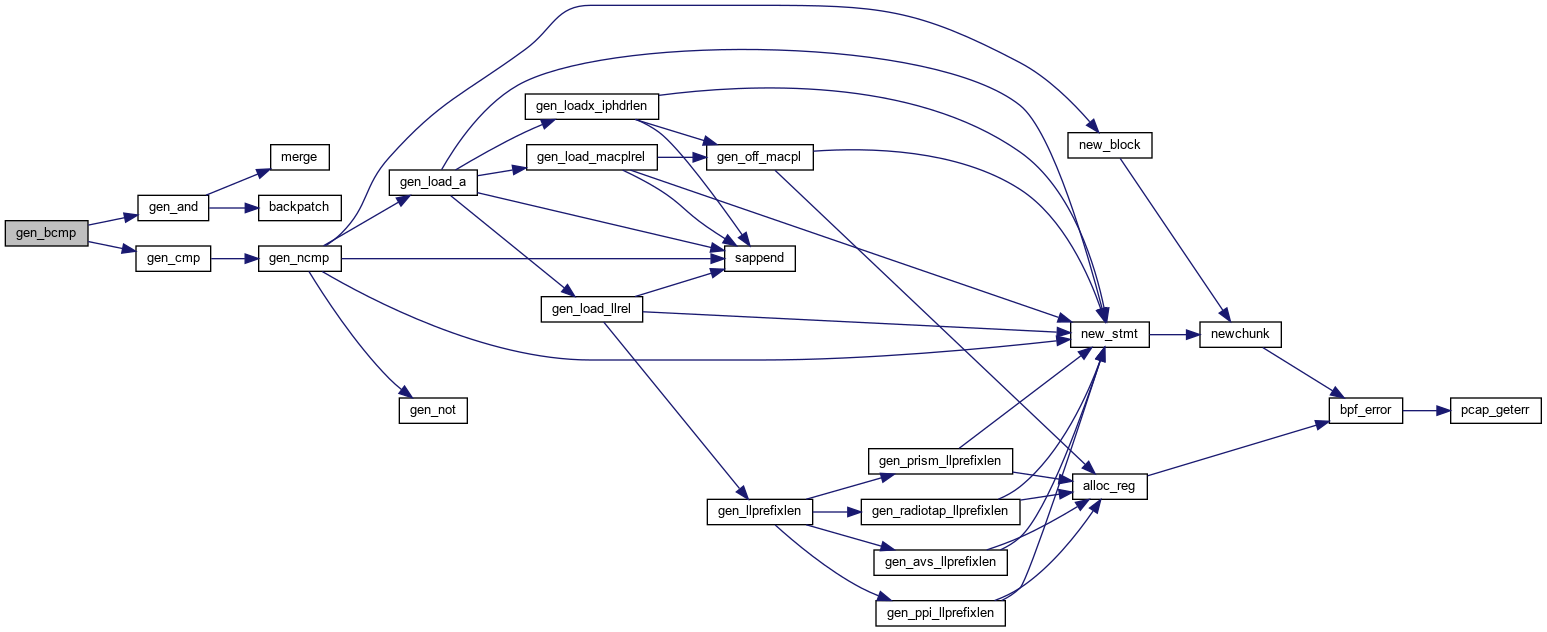 gen_bcmp
gen_and
gen_cmp
merge
backpatch
gen_ncmp
gen_load_a
gen_not
gen_loadx_iphdrlen
gen_load_macplrel
gen_load_llrel
gen_off_macpl
sappend
gen_llprefixlen
gen_prism_llprefixlen
gen_radiotap_llprefixlen
gen_avs_llprefixlen
gen_ppi_llprefixlen
new_block
new_stmt
alloc_reg
newchunk
bpf_error
pcap_geterr